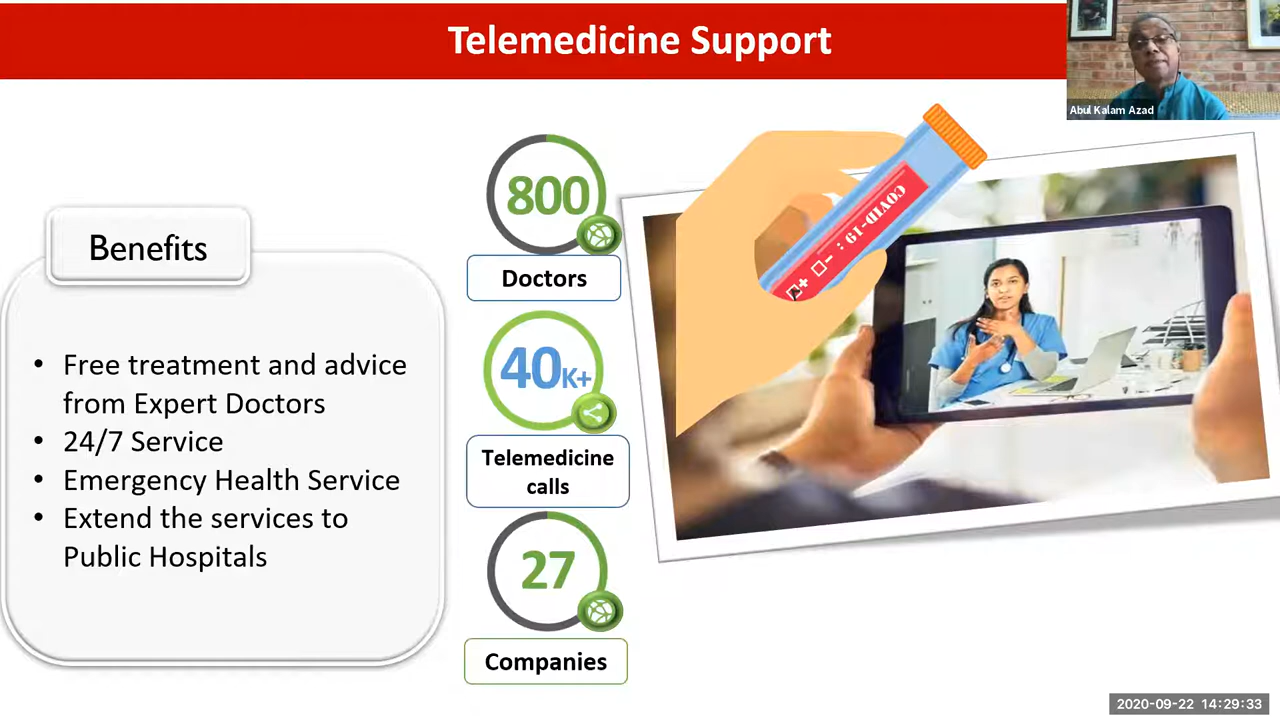 Telemedicine Support
Abul Kalam Azad
Benefits
• Free treatment and advice
from Expert Doctors
• 24/7 Service
• Emergency Health Service
• Extend the services to
Public Hospitals
800
Doctors
40K+
Telemedicine
calls
27
Companies
COVID-19 :
2020-09-22 14:29:33